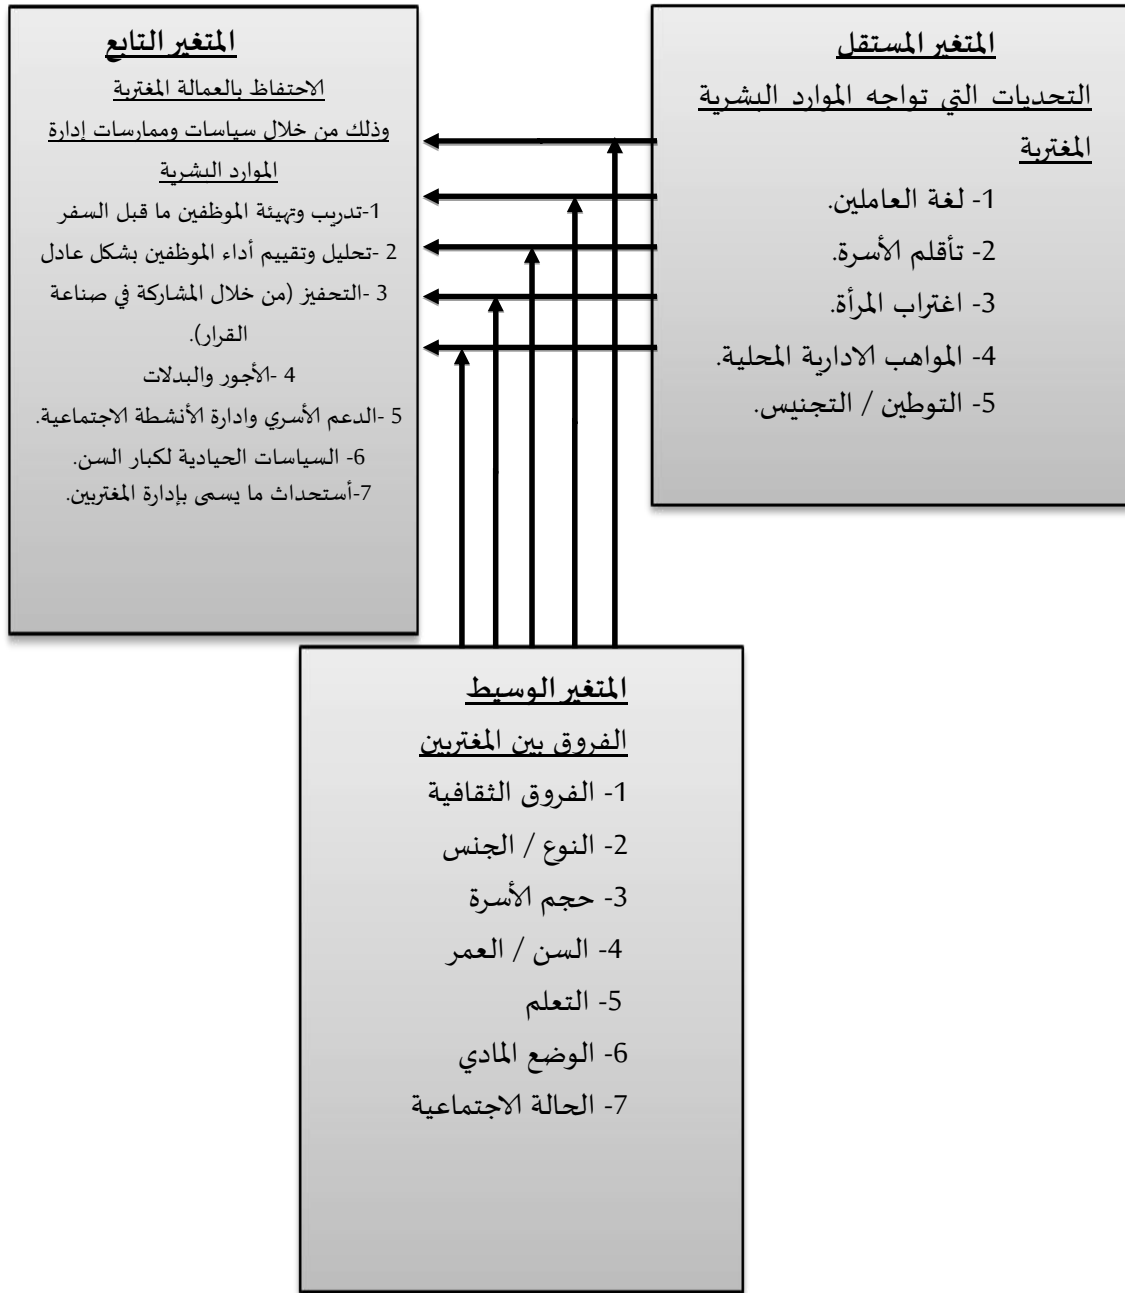 المتغير المستقل
التحديات التي تواجه الموارد البشرية
المغتربة
1- لغة العاملين.
2- تأقلم الأسرة.
3- اغتراب المرأة.
4- المواهب الادارية المحلية.
5- التوطين / التجنيس.
المتغير التابع
الاحتفاظ بالعمالة المغتربة
وذلك من خلال سياسات وممارسات إدارة
الموارد البشرية
1-تدريب وتهيئة الموظفين ما قبل السفر
2 -تحليل وتقييم أداء الموظفين بشكل عادل
3 -التحفيز (من خلال المشاركة في صناعة
القرار).
4 -الأجور والبدلات
5 -الدعم الأسري وادارة الأنشطة الاجتماعية.
6- السياسات الحيادية لكبار السن.
7-أستحداث ما يسمى بإدارة المغتربين.
المتغير الوسيط
الفروق بين المغتربين
1- الفروق الثقافية
2- النوع / الجنس
3- حجم الأسرة
4- السن / العمر
5- التعلم
6- الوضع المادي
7- الحالة الاجتماعية